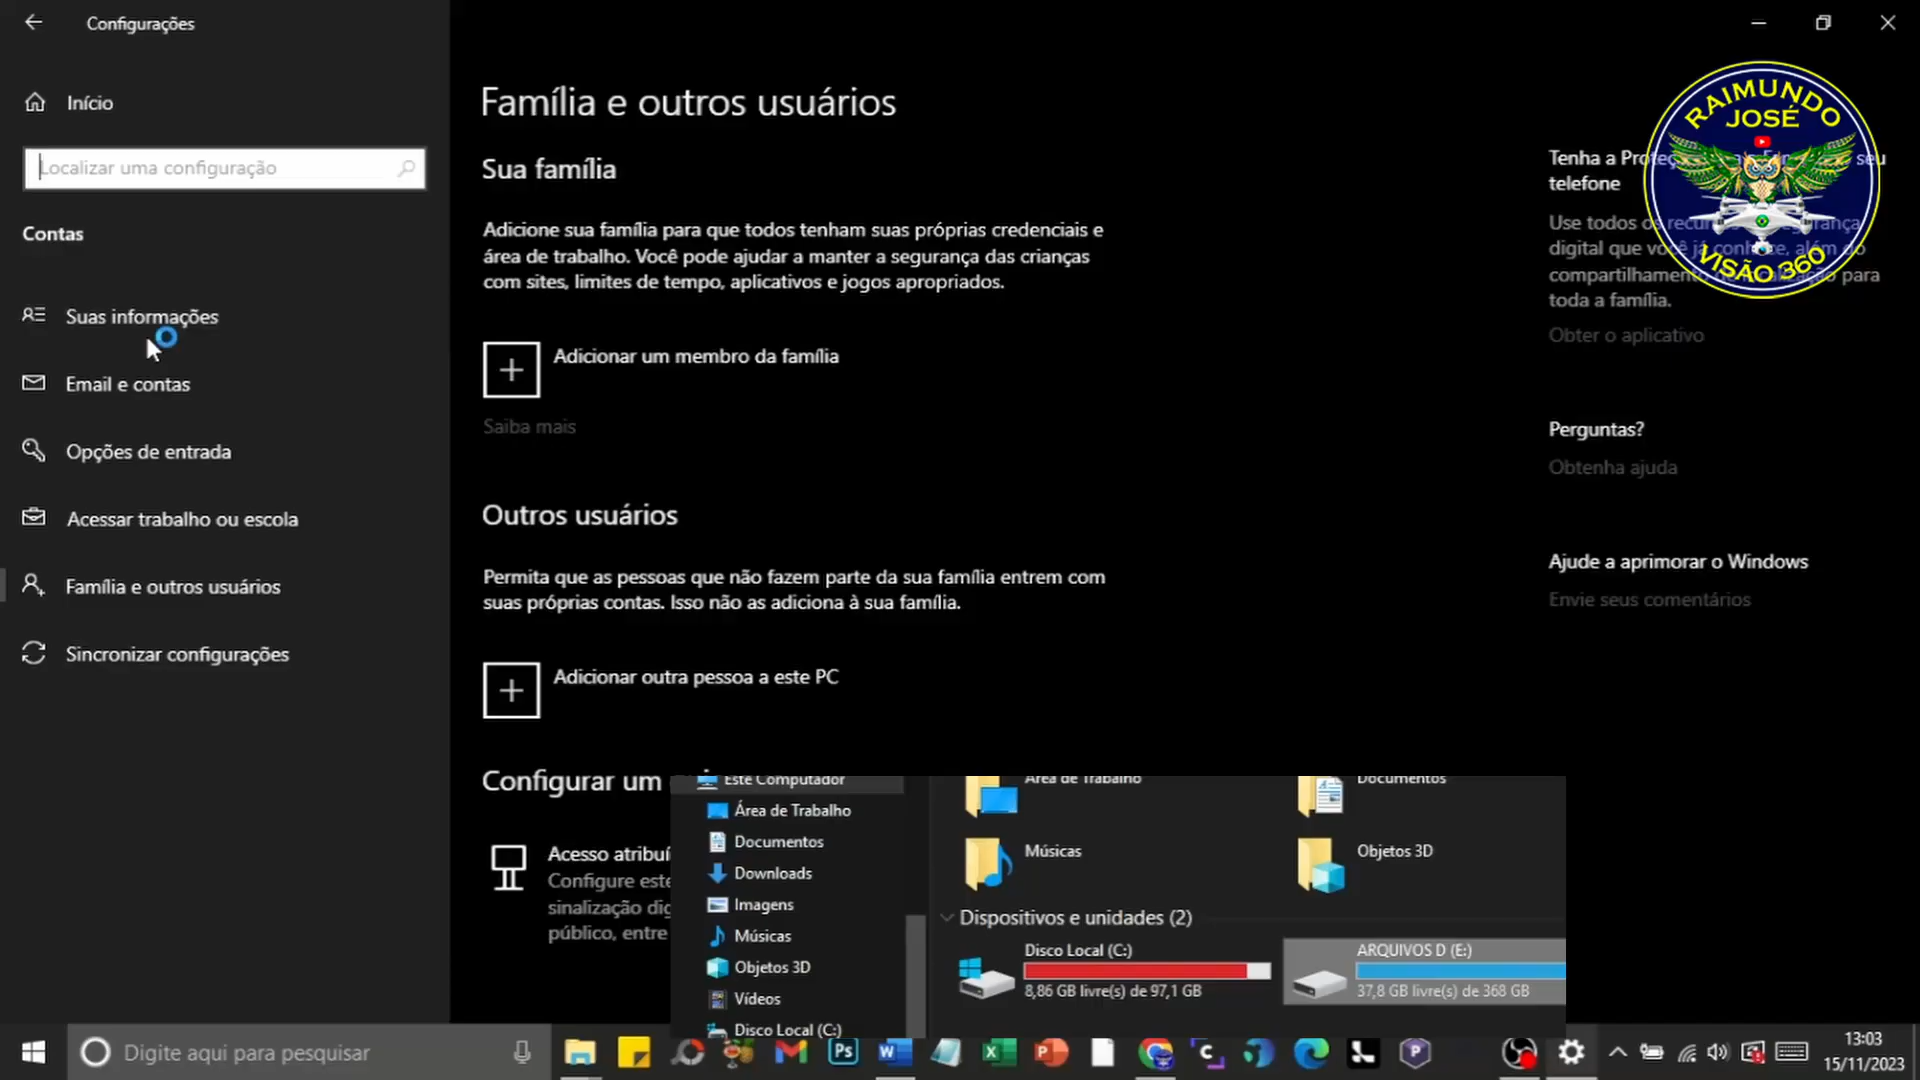 Configurações
Início
Localizar uma configuração
Contas
Suas informações
Email e contas
Opções de entrada
Acessar trabalho ou escola
Família e outros usuários
Sincronizar configurações
Família e outros usuários
Sua família
Adicione sua família para que todos tenham suas próprias credenciais e
área de trabalho. Você pode ajudar a manter a segurança das crianças
com sites, limites de tempo, aplicativos e jogos apropriados.
Adicionar um membro da família
Saiba mais
Outros usuários
Permita que as pessoas que não fazem parte da sua família entrem com
suas próprias contas. Isso não as adiciona à sua família.
Adicionar outra pessoa a este PC
Configurar um
Acesso
Configure
sinalização
público, entre
Tenha a seu
telefone
Use todos
digital que você já conhece, além do
para
toda a família.
Obter o aplicativo
Perguntas?
Obtenha ajuda
Ajude a aprimorar o Windows
Envie seus comentários
RAIMUNDO
JOSÉ
VISÃO 360
Este Computador
Área de Trabalho
Documentos
Downloads
Imagens
Músicas
Objetos 3D
Vídeos
Disco Local (C:)
Área de Trabalho
Documentos
Músicas
Objetos 3D
Dispositivos e unidades (2)
Disco Local (C:)
8,86 GB livre(s) de 97,1 GB
ARQUIVOS D (E:)
37,8 GB livre(s) de 368 GB
Digite aqui para pesquisar
Ps
13:03
15/11/2023